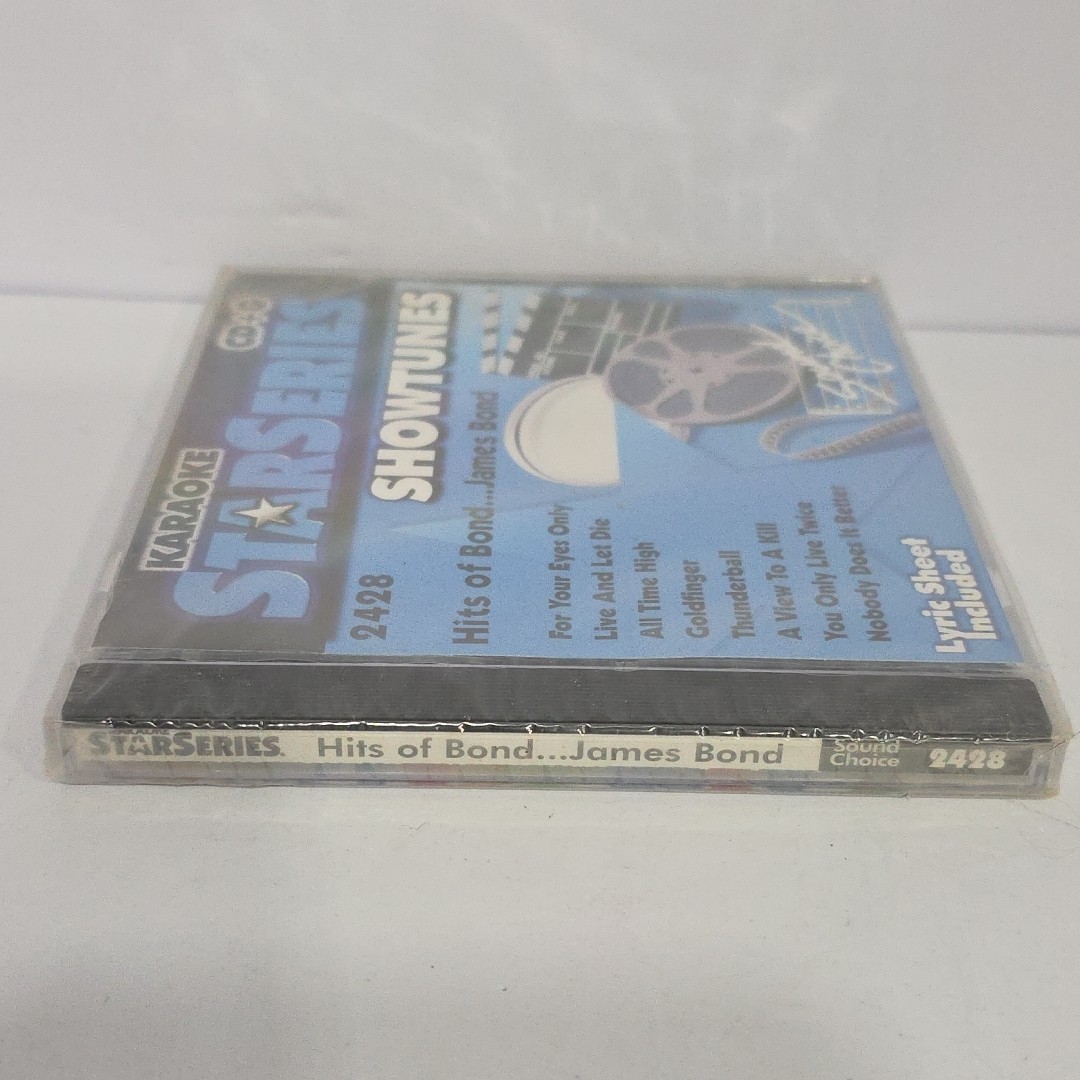 KARAOKE
STARSERIES
CD+G
SHOWTUNES
2428
Hits of Bond...James Bond
For Your Eyes Only
Live And Let Die
All Time High
Goldfinger
Thunderball
A View To A Kill
You Only Live Twice
Nobody Does It Better
Lyric Sheet
Included
KARAOKE
STARSERIES.
Hits of Bond...James Bond
Sound
Choice
2428